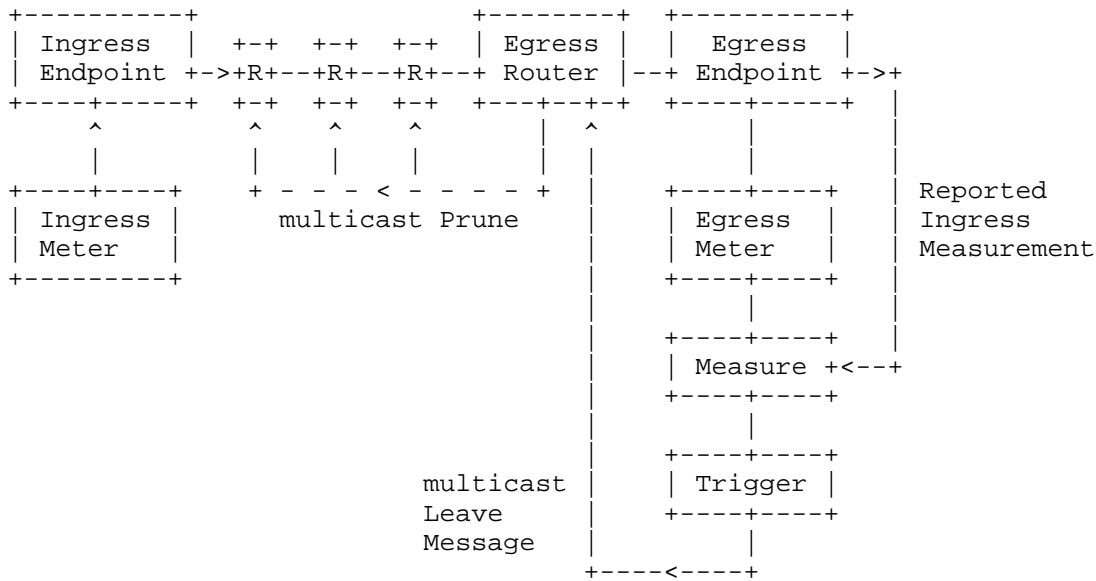 +----------+                 +--------+  +----------+
| Ingress  |  +-+  +-+  +-+  | Egress |  |  Egress  |
| Endpoint +->+R+--+R+--+R+--+ Router |--+ Endpoint +->+
+----+-----+  +-+  +-+  +-+  +---+--+-+  +----+-----+  |
     ^         ^    ^    ^       |  ^         |        |
     |         |    |    |       |  |         |        |
+----+----+    + - - - < - - - - +  |    +----+----+   | Reported
| Ingress |      multicast Prune    |    | Egress  |   | Ingress
| Meter   |                         |    | Meter   |   | Measurement
+---------+                         |    +----+----+   |
                                    |         |        |
                                    |    +----+----+   |
                                    |    | Measure +<--+
                                    |    +----+----+
                                    |         |
                                    |    +----+----+
                          multicast |    | Trigger |
                          Leave     |    +----+----+
                          Message   |         |
                                    +----<----+